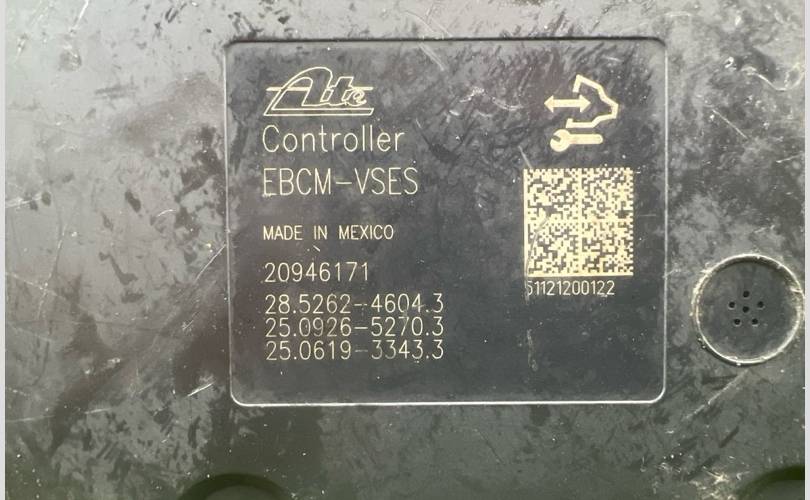 Ate
Controller
EBCM-VSES
MADE IN MEXICO
20946171
51121200122
28.5262-4604.3
25.0926-5270.3
25.0619-3343.3